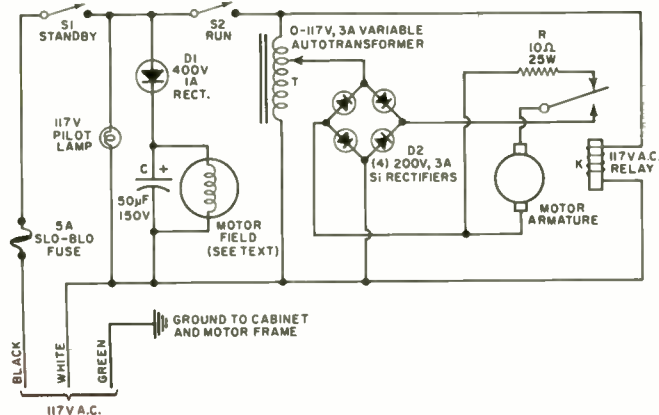 S1
STANDBY
S2
RUN
0-117V, 3A VARIABLE
AUTOTRANSFORMER
T
D1
400V
1A
RECT.
R
10Ω
25W
117V
PILOT
LAMP
C +
50µF
150V
MOTOR
FIELD
(SEE TEXT)
D2
(4) 200V, 3A
Si RECTIFIERS
K
117V A.C.
RELAY
MOTOR
ARMATURE
5A
SLO-BLO
FUSE
GROUND TO CABINET
AND MOTOR FRAME
BLACK
WHITE
GREEN
117V A.C.